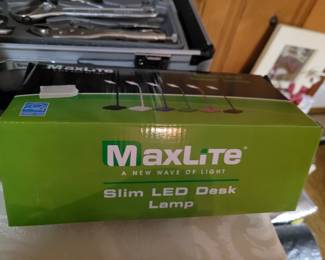 MAXLITE
MAXLITE®
A NEW WAVE OF LIGHT
Slim LED Desk
Lamp